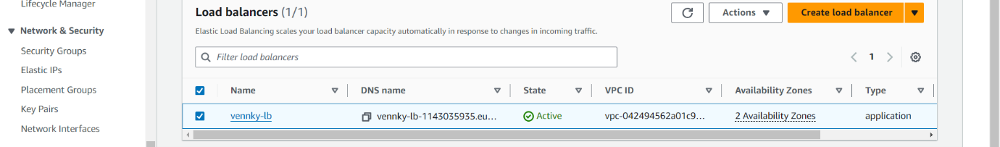 Lifecycle Manager
Network & Security
Security Groups
Elastic IPs
Placement Groups
Key Pairs
Network Interfaces
Load balancers (1/1)
Actions
Create load balancer
Elastic Load Balancing scales your load balancer capacity automatically in response to changes in incoming traffic.
Filter load balancers
1
Name DNS name State VPC ID Availability Zones Type
vennky-lb vennky-lb-1143035935.eu... Active vpc-042494562a01c9... 2 Availability Zones application